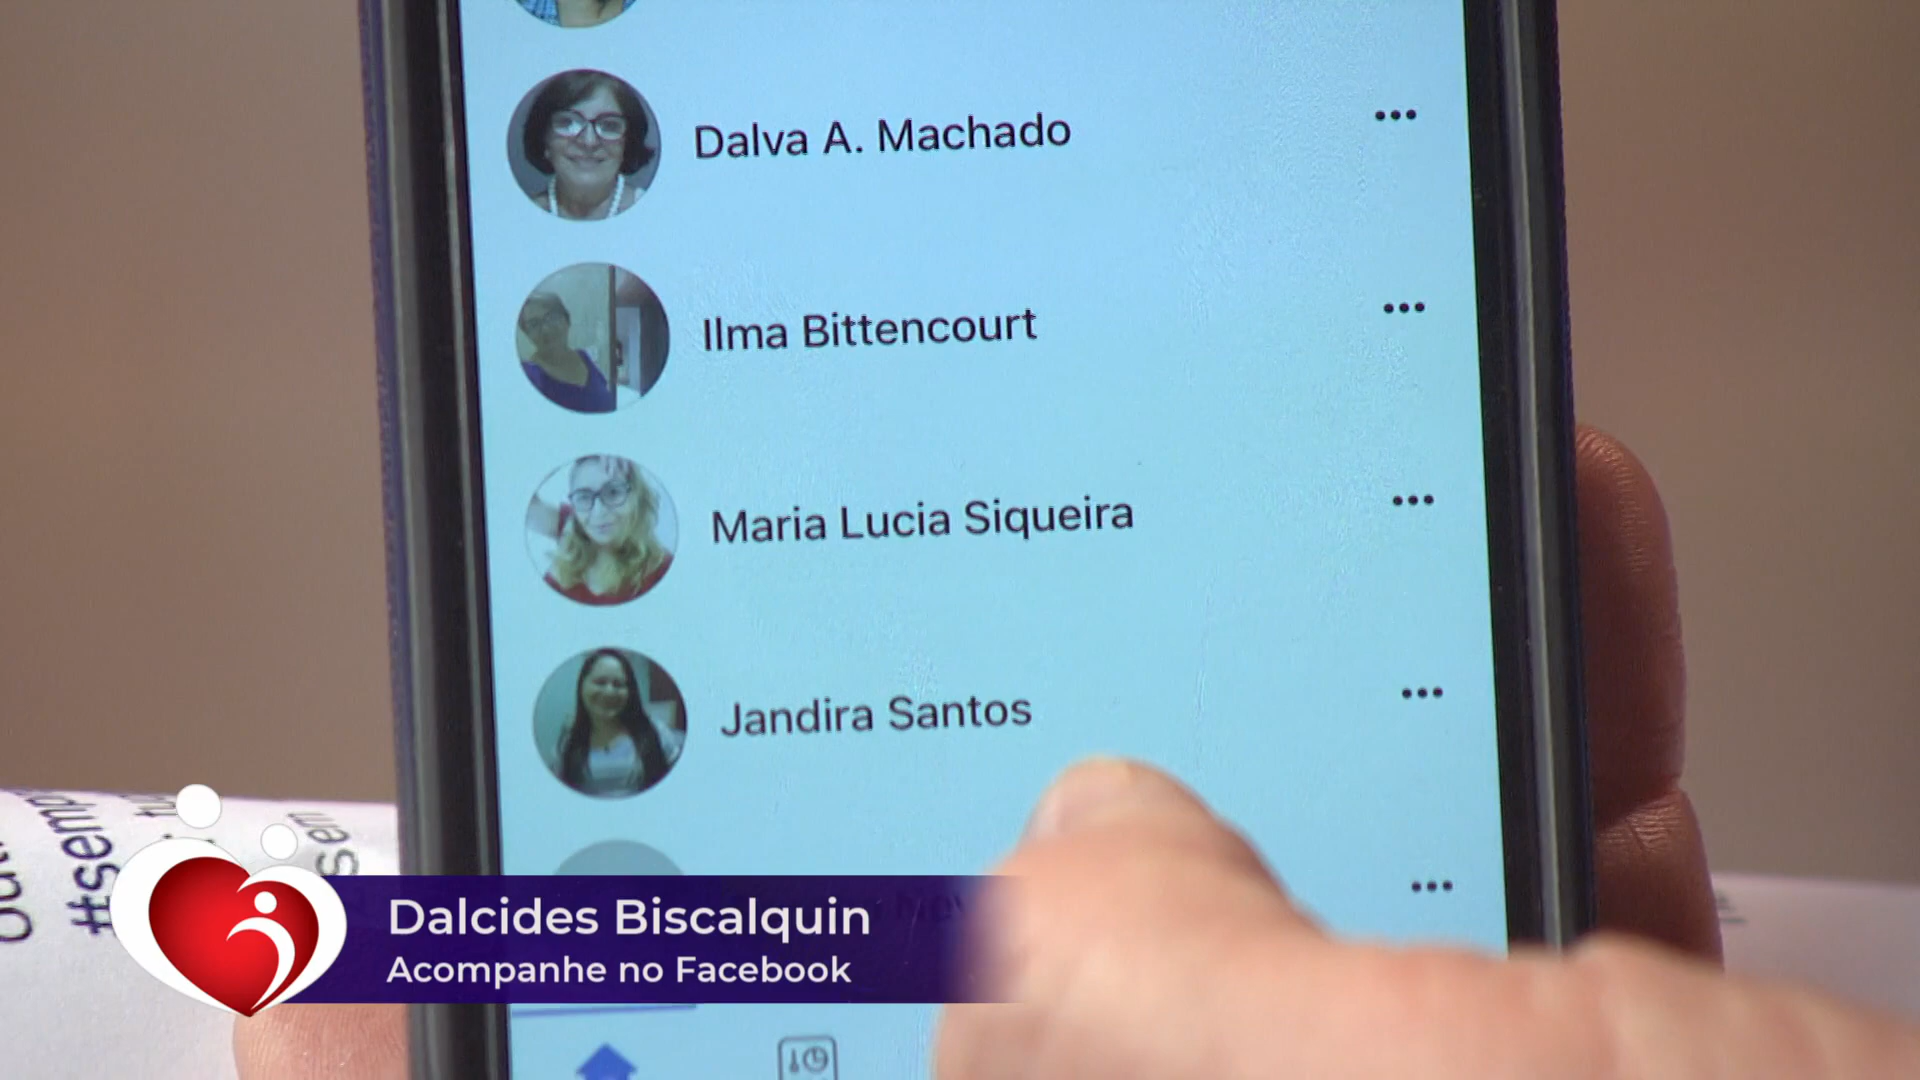 Dalva A. Machado
Ilma Bittencourt
Maria Lucia Siqueira
Jandira Santos
Dalcides Biscalquin
Acompanhe no Facebook